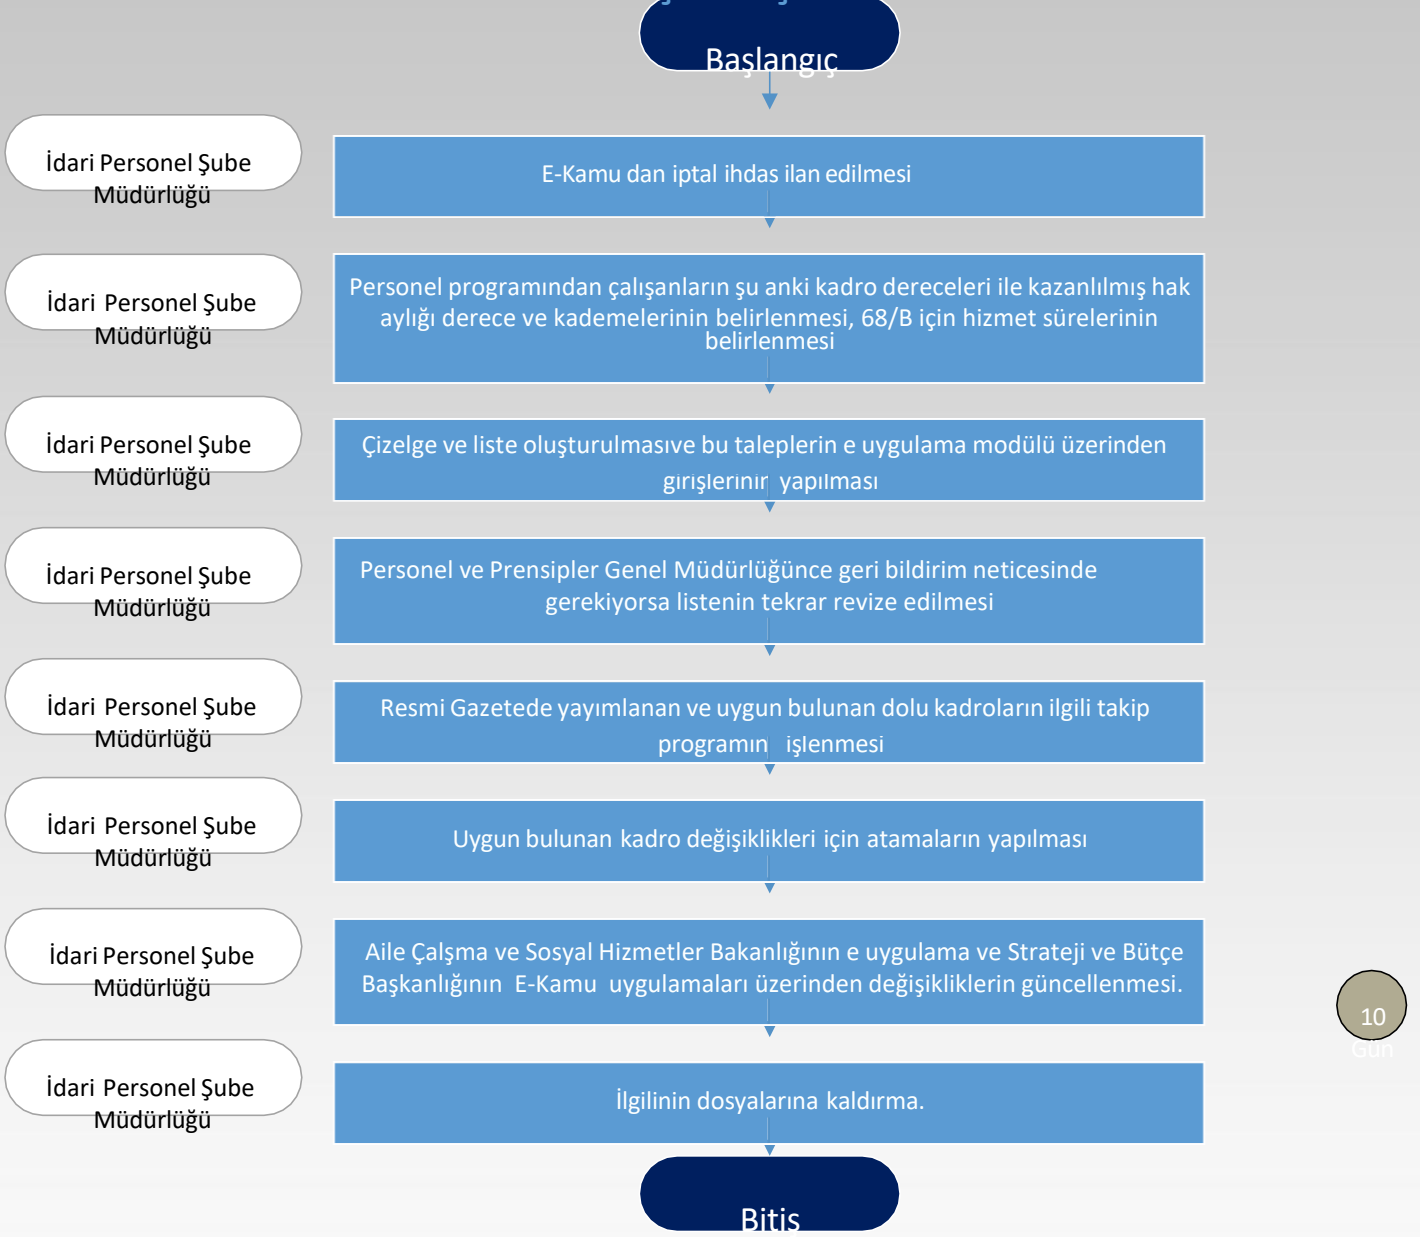 Başlangıç
İdari Personel Şube
Müdürlüğü
E-Kamu dan iptal ihdas ilan edilmesi
İdari Personel Şube
Müdürlüğü
Personel programından çalışanların şu anki kadro dereceleri ile kazanlılmış hak
aylığı derece ve kademelerinin belirlenmesi, 68/B için hizmet sürelerinin
belirlenmesi
İdari Personel Şube
Müdürlüğü
Çizelge ve liste oluşturulmasıve bu taleplerin e uygulama modülü üzerinden
girişlerinin yapılması
İdari Personel Şube
Müdürlüğü
Personel ve Prensipler Genel Müdürlüğünce geri bildirim neticesinde
gerekiyorsa listenin tekrar revize edilmesi
İdari Personel Şube
Müdürlüğü
Resmi Gazetede yayımlanan ve uygun bulunan dolu kadroların ilgili takip
programın işlenmesi
İdari Personel Şube
Müdürlüğü
Uygun bulunan kadro değişiklikleri için atamaların yapılması
İdari Personel Şube
Müdürlüğü
Aile Çalşma ve Sosyal Hizmetler Bakanlığının e uygulama ve Strateji ve Bütçe
Başkanlığının E-Kamu uygulamaları üzerinden değişikliklerin güncellenmesi.
10
Gün
İdari Personel Şube
Müdürlüğü
İlgilinin dosyalarına kaldırma.
Bitiş